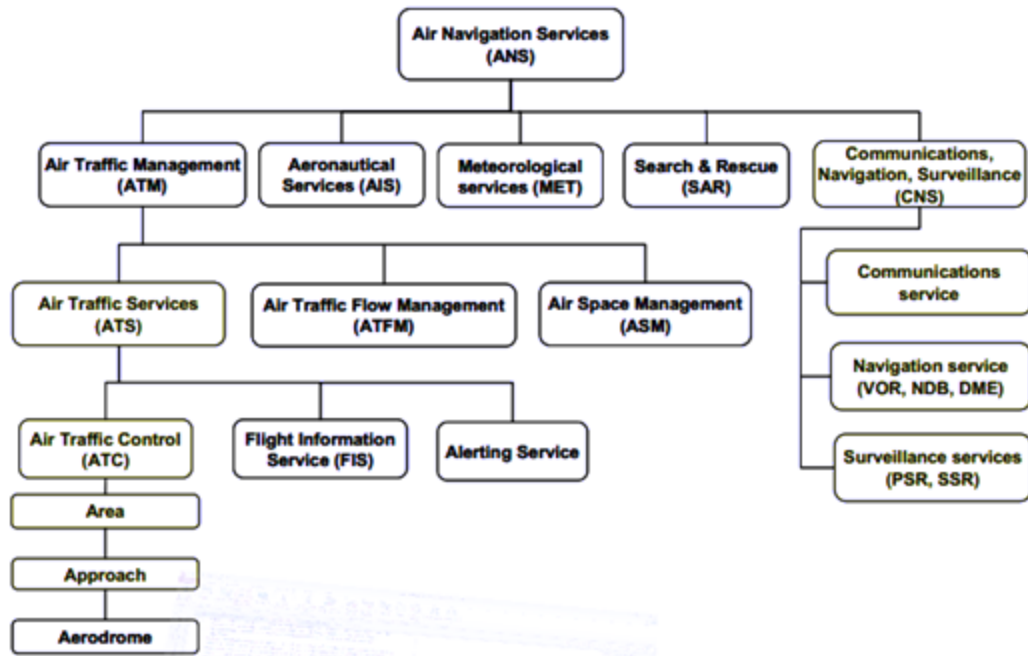 Air Navigation Services
(ANS)
Air Traffic Management
(ATM)
Aeronautical
Services (AIS)
Meteorological
services (MET)
Search & Rescue
(SAR)
Communications,
Navigation, Surveillance
(CNS)
Air Traffic Services
(ATS)
Air Traffic Flow Management
(ATFM)
Air Space Management
(ASM)
Communications
service
Navigation service
(VOR, NDB, DME)
Surveillance services
(PSR, SSR)
Air Traffic Control
(ATC)
Flight Information
Service (FIS)
Alerting Service
Area
Approach
Aerodrome